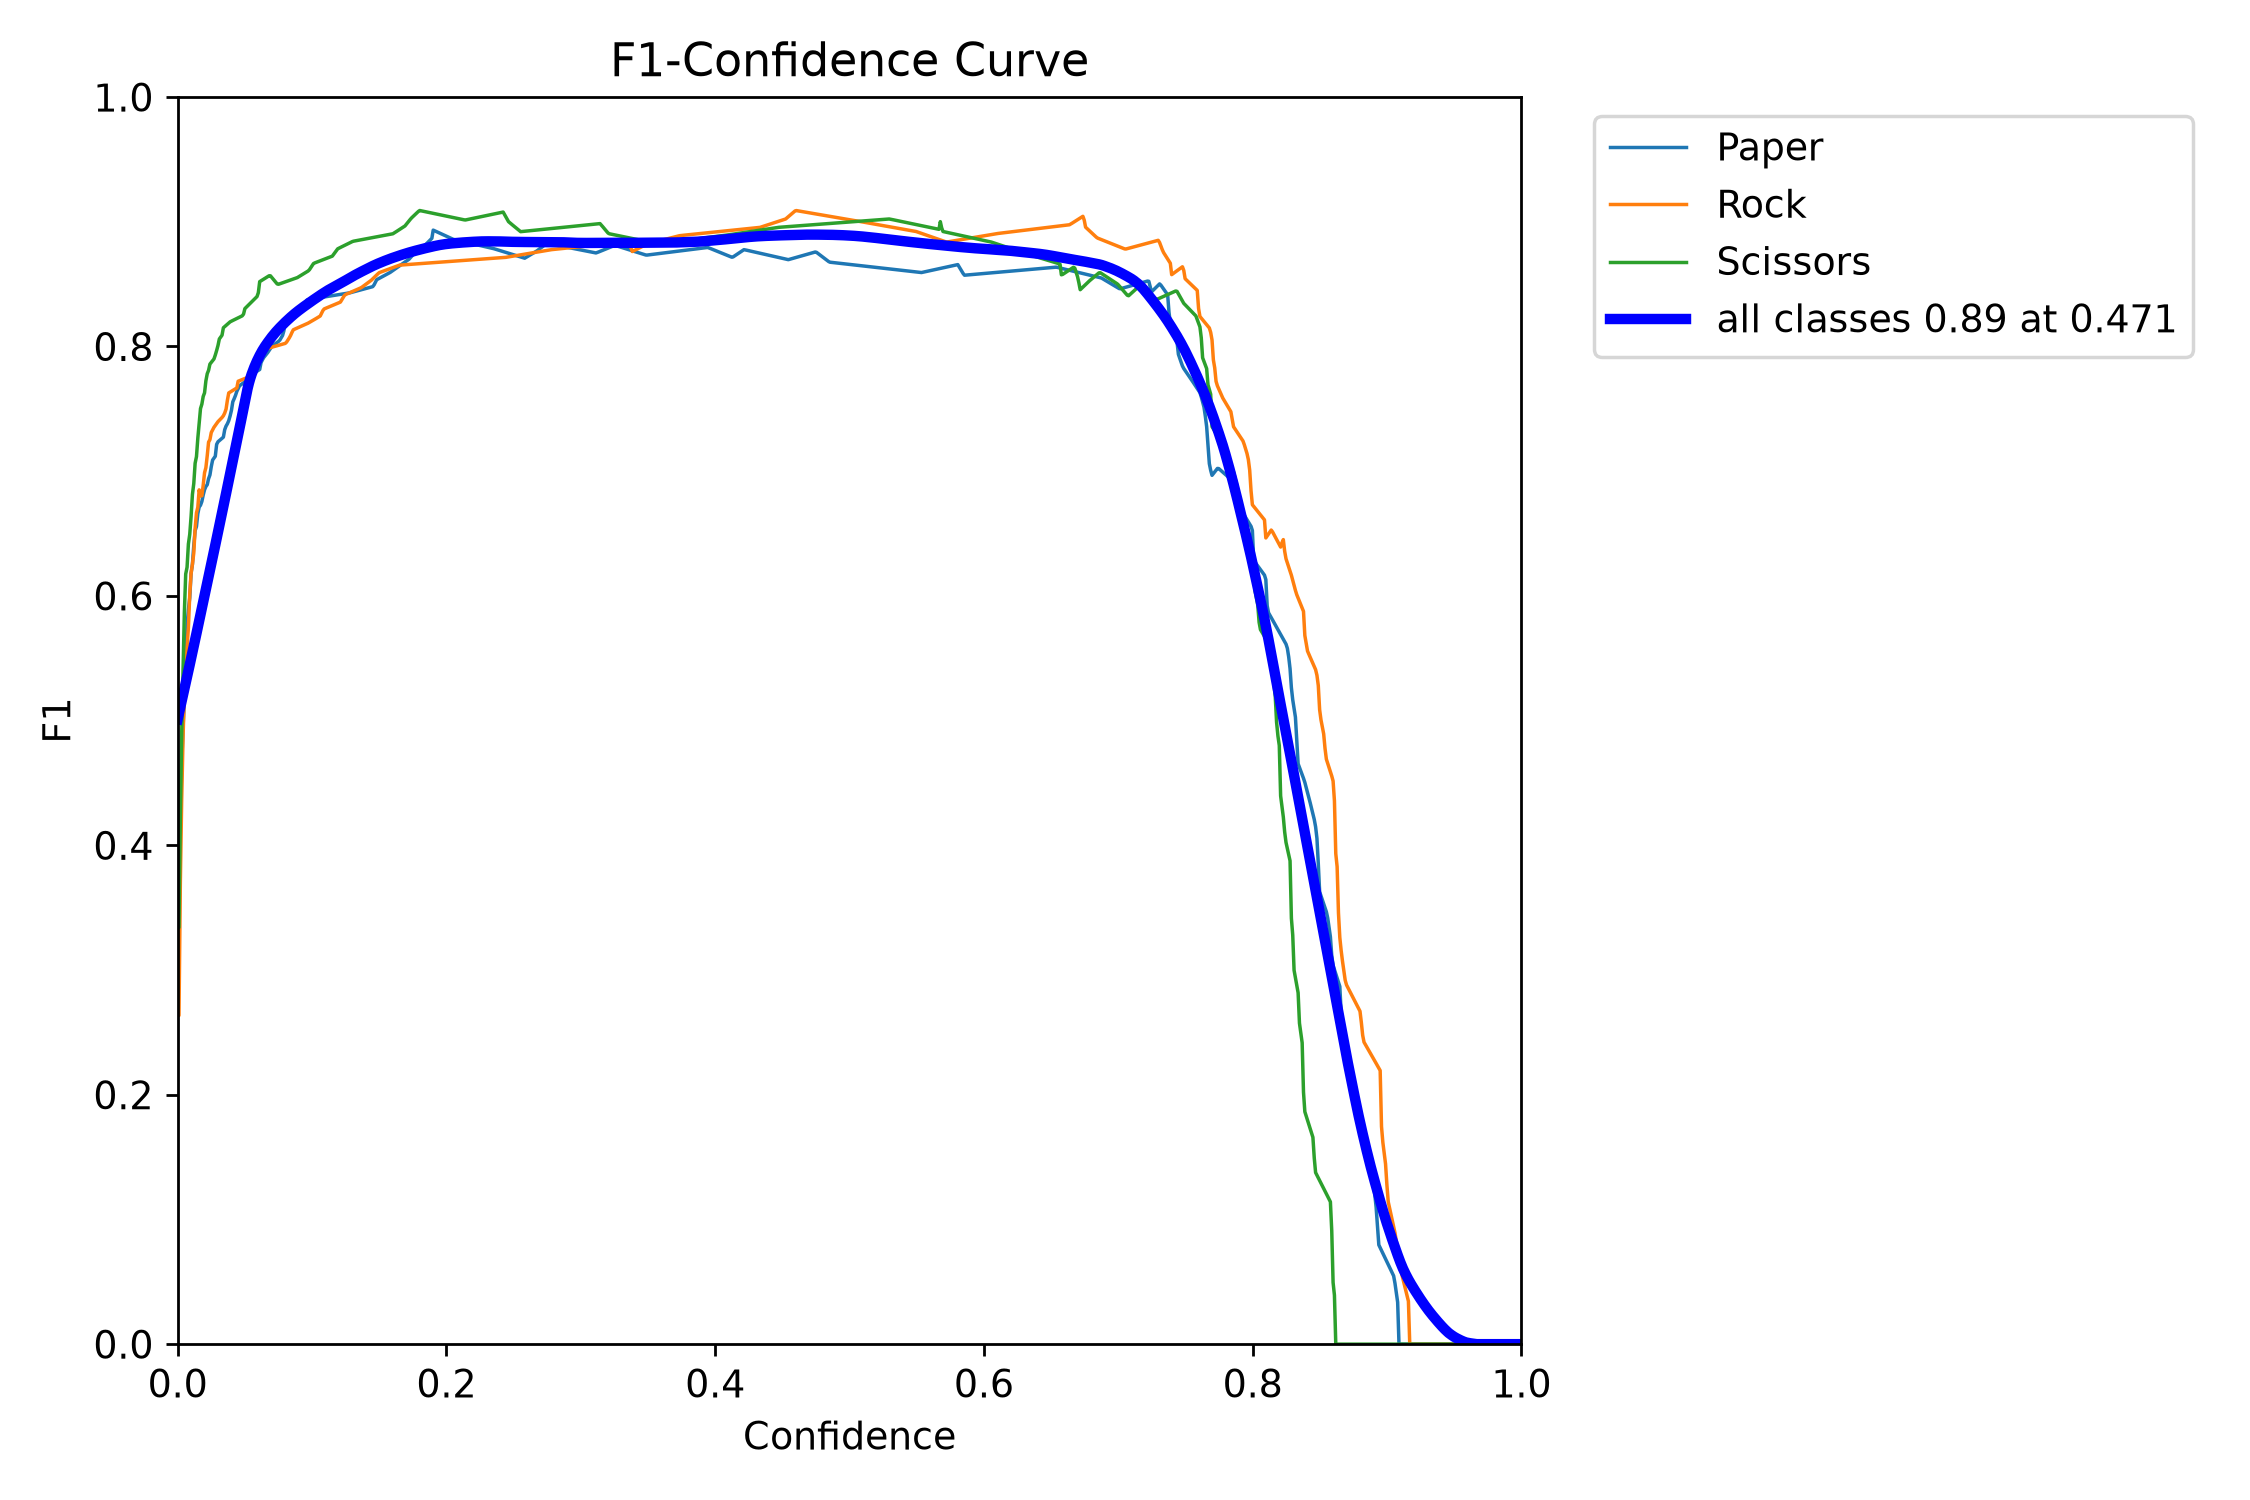 F1-Confidence Curve
1.0
0.8
0.6
0.4
0.2
0.0
F1
0.0 0.2 0.4 0.6 0.8 1.0
Confidence
Paper
Rock
Scissors
all classes 0.89 at 0.471